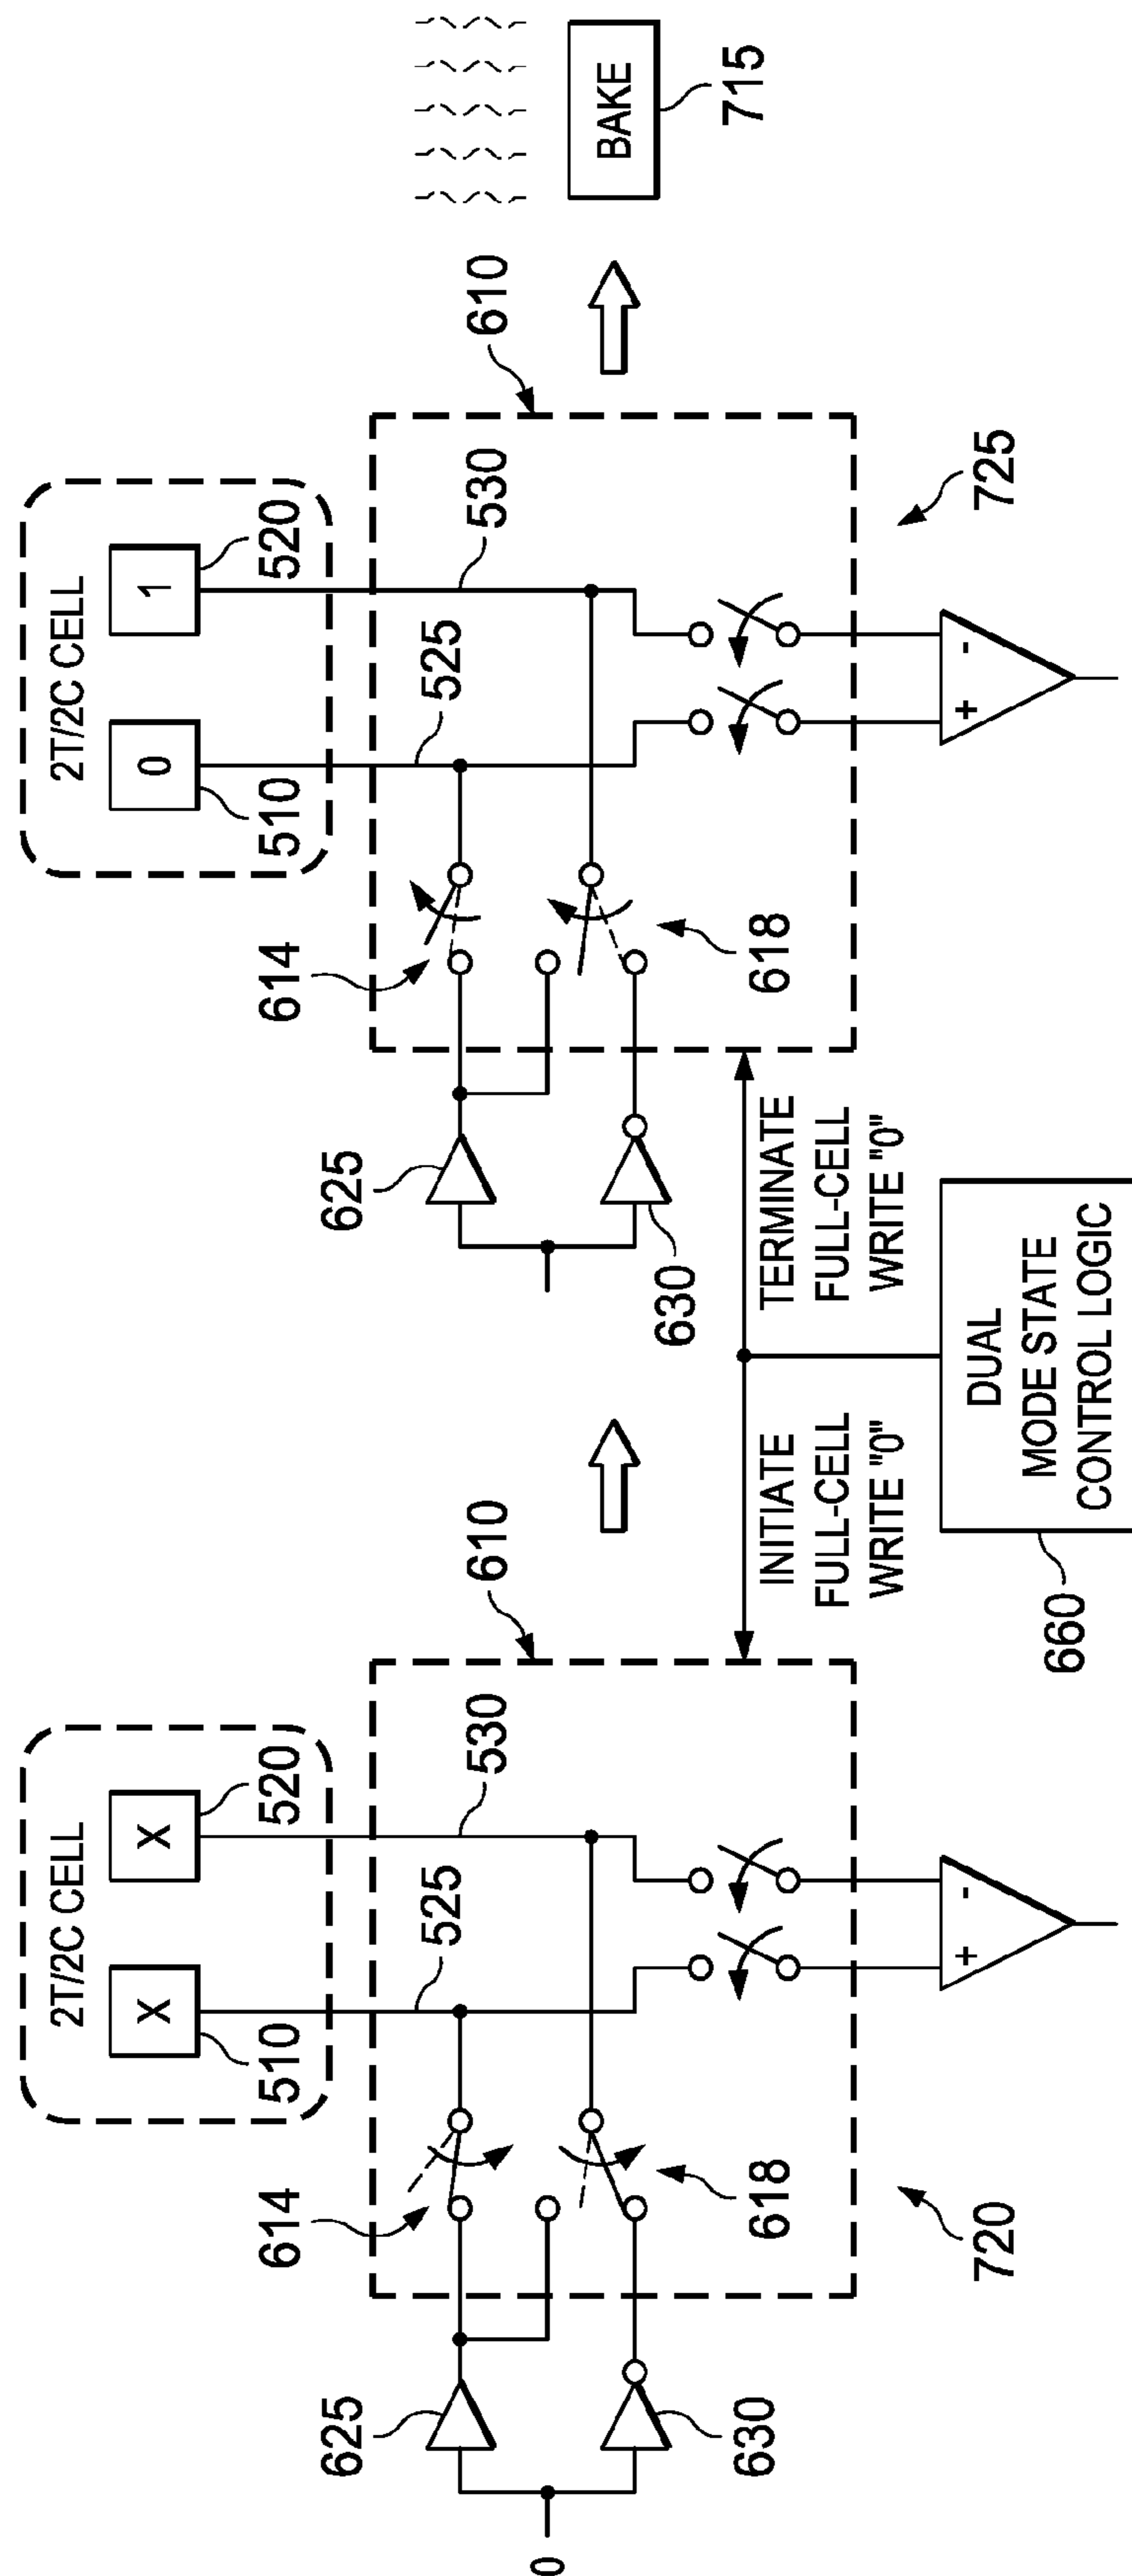 2T/2C CELL
X
X
510
520
525
530
610
614
618
625
630
0
720
INITIATE
FULL-CELL
WRITE "0"
+
-
660
DUAL
MODE STATE
CONTROL LOGIC
TERMINATE
FULL-CELL
WRITE "0"
2T/2C CELL
0
1
510
520
525
530
610
614
618
625
630
725
+
-
BAKE
715